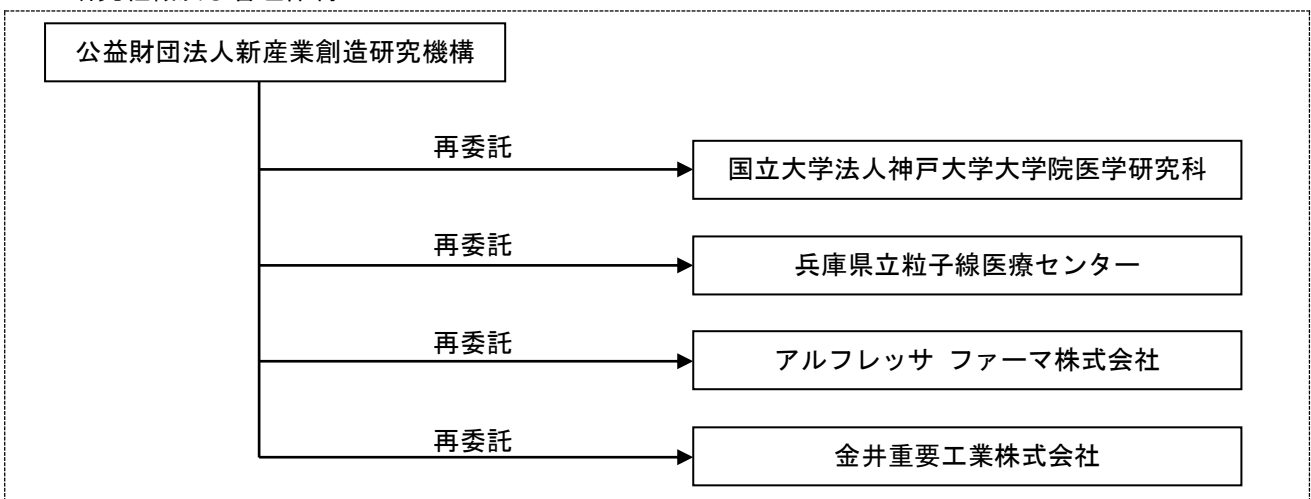 公益財団法人新産業創造研究機構
再委託
国立大学法人神戸大学大学院医学研究科
再委託
兵庫県立粒子線医療センター
再委託
アルフレッサ ファーマ株式会社
再委託
金井重要工業株式会社